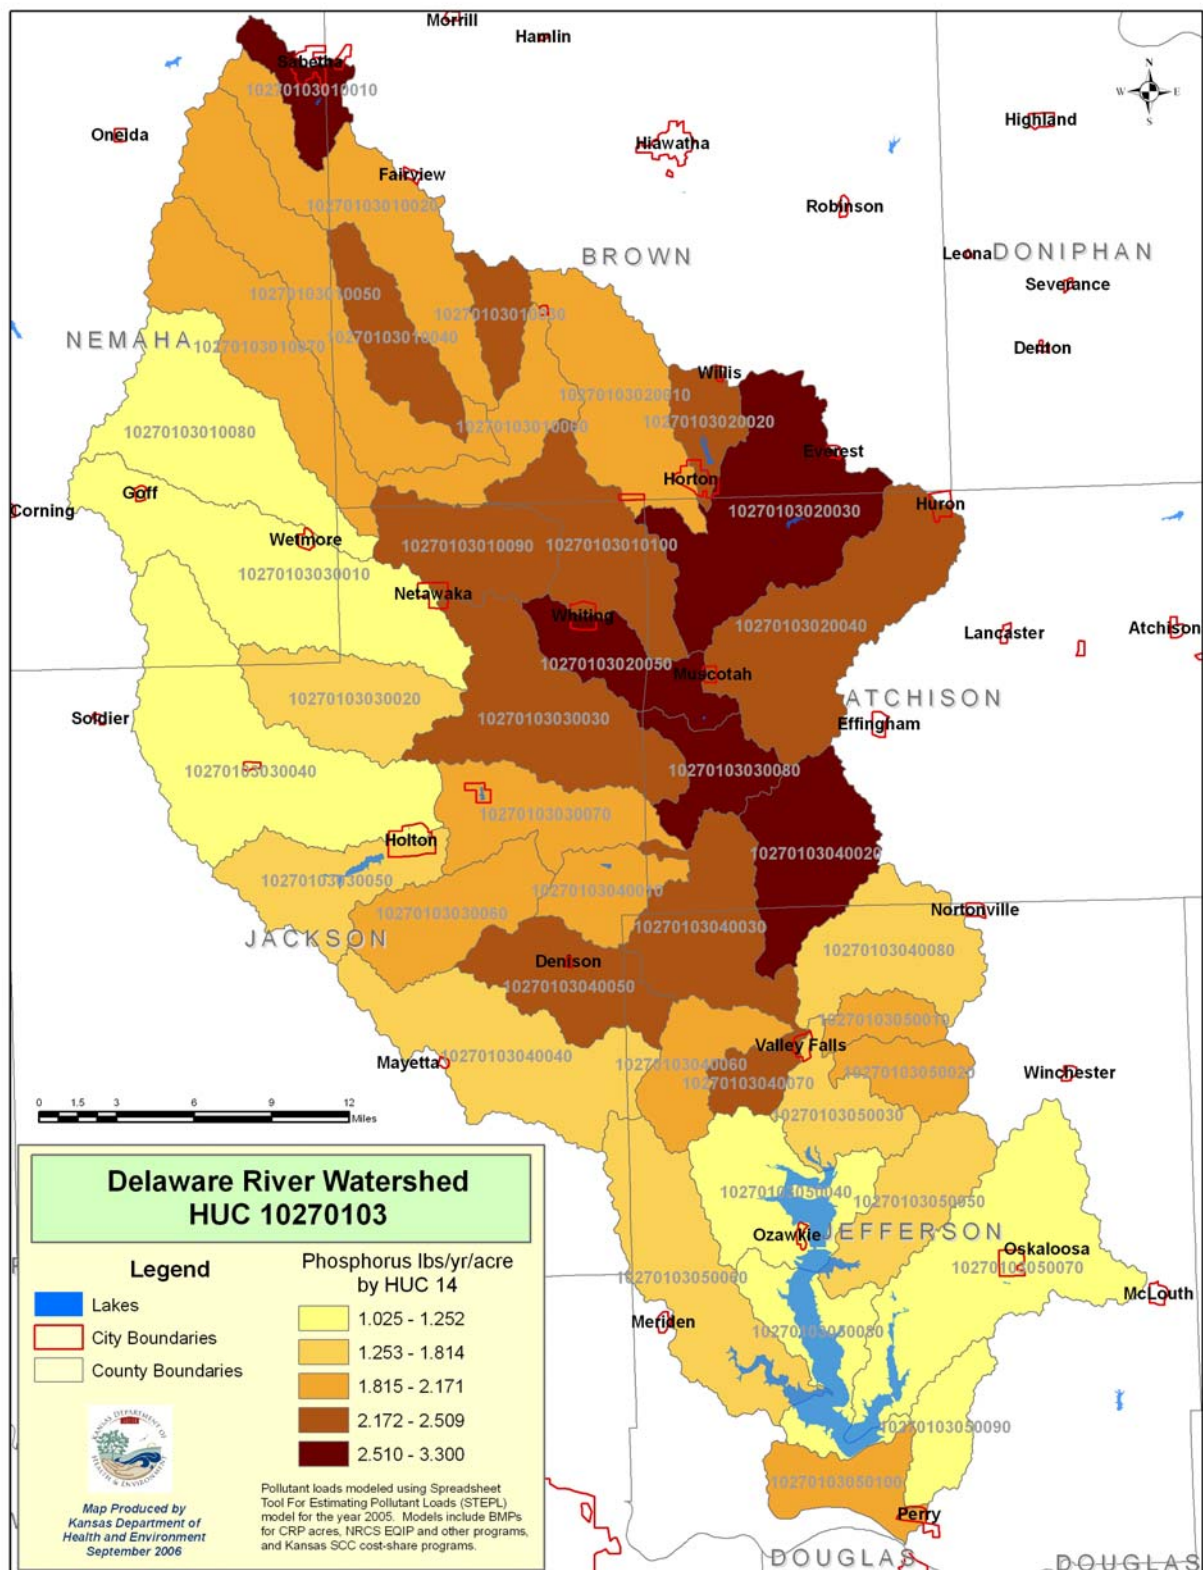 Morrill
Hamlin
Sabetha
10270103010010
N
W E
S
Oneida
Highland
Hiawatha
Fairview
10270103010020
Robinson
BROWN
Leona
DONIPHAN
Severance
10270103010050
10270103010030
NEMAHA
10270103010070
10270103010040
Denton
Willis
10270103020010
10270103020020
10270103010080
10270103010060
Everest
Horton
Goff
Corning
Huron
10270103020030
Wetmore
10270103010090
10270103010100
10270103030010
Netawaka
Whiting
10270103020040
Lancaster
Atchison
10270103020050
Muscotah
10270103030020
ATCHISON
Soldier
10270103030030
Effingham
10270103030040
10270103030080
10270103030070
Holton
10270103040020
10270103030050
10270103040010
10270103030060
Nortonville
10270103040030
JACKSON
10270103040080
Denison
10270103040050
10270103050010
Valley Falls
Mayetta
10270103040040
10270103040060
10270103050020
Winchester
10270103040070
0 1.5 3 6 9 12
Miles
10270103050030
10270103050040
10270103050050
Ozawkie
JEFFERSON
Oskaloosa
10270103050070
10270103050060
McLouth
Meriden
10270103050080
10270103050090
10270103050100
Perry
DOUGLAS
DOUGLAS
Delaware River Watershed
HUC 10270103
Legend
Lakes
City Boundaries
County Boundaries
Phosphorus lbs/yr/acre
by HUC 14
1.025 - 1.252
1.253 - 1.814
1.815 - 2.171
2.172 - 2.509
2.510 - 3.300
KANSAS DEPARTMENT OF
HEALTH & ENVIRONMENT
Map Produced by
Kansas Department of
Health and Environment
September 2006
Pollutant loads modeled using Spreadsheet
Tool For Estimating Pollutant Loads (STEPL)
model for the year 2005. Models include BMPs
for CRP acres, NRCS EQIP and other programs,
and Kansas SCC cost-share programs.